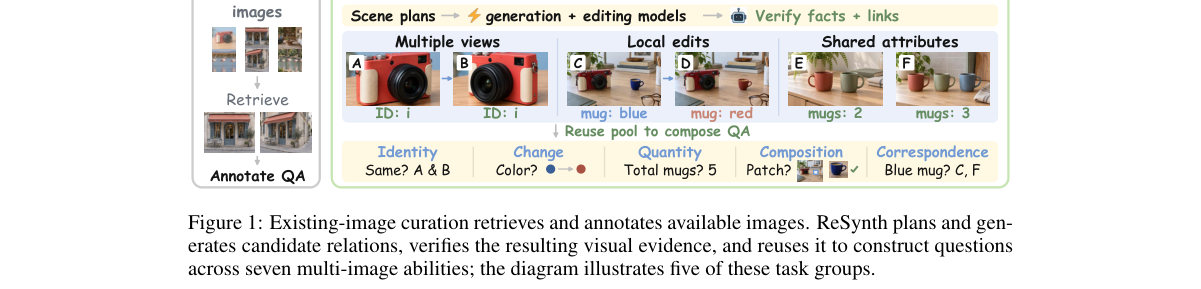 images
Retrieve
Annotate QA
Scene plans → generation + editing models → Verify facts + links
Multiple views
Local edits
Shared attributes
A
B
C
D
E
F
ID: i
ID: i
mug: blue
mug: red
mugs: 2
mugs: 3
Reuse pool to compose QA
Identity
Change
Quantity
Composition
Correspondence
Same? A & B
Color?
Total mugs? 5
Patch?
Blue mug? C, F
Figure 1: Existing-image curation retrieves and annotates available images. ReSynth plans and gen-
erates candidate relations, verifies the resulting visual evidence, and reuses it to construct questions
across seven multi-image abilities; the diagram illustrates five of these task groups.